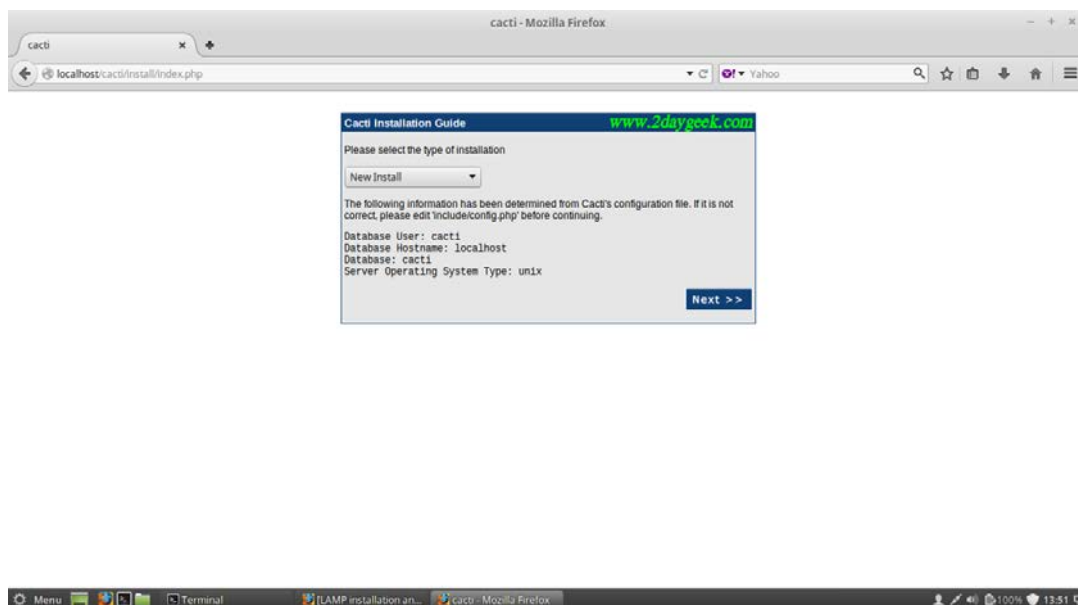 cacti - Mozilla Firefox
cacti
localhost/cacti/install/index.php
Yahoo
Cacti Installation Guide
www.2daygeek.com
Please select the type of installation
New Install
The following information has been determined from Cacti's configuration file. If it is not
correct, please edit 'include/config.php' before continuing.
Database User: cacti
Database Hostname: localhost
Database: cacti
Server Operating System Type: unix
Next >>
Menu
Terminal
[LAMP installation an...
cacti - Mozilla Firefox
100%
13:51